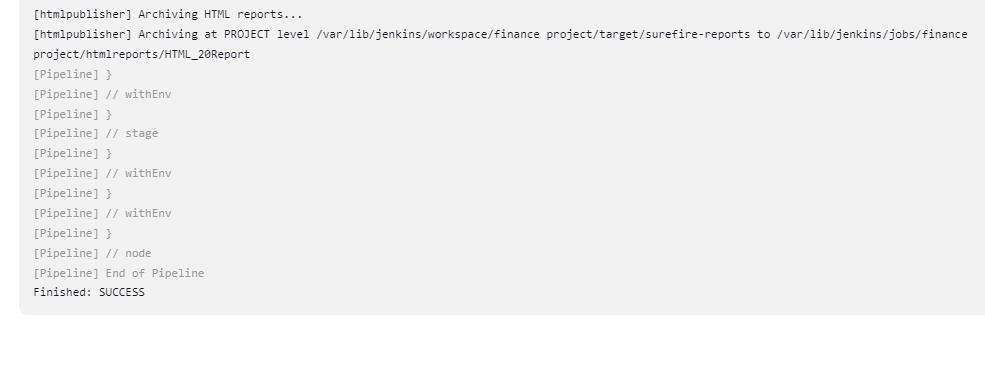 [htmlpublisher] Archiving HTML reports...
[htmlpublisher] Archiving at PROJECT level /var/lib/jenkins/workspace/finance project/target/surefire-reports to /var/lib/jenkins/jobs/finance
project/htmlreports/HTML_20Report
[Pipeline] }
[Pipeline] // withEnv
[Pipeline] }
[Pipeline] // stage
[Pipeline] }
[Pipeline] // withEnv
[Pipeline] }
[Pipeline] // withEnv
[Pipeline] }
[Pipeline] // node
[Pipeline] End of Pipeline
Finished: SUCCESS